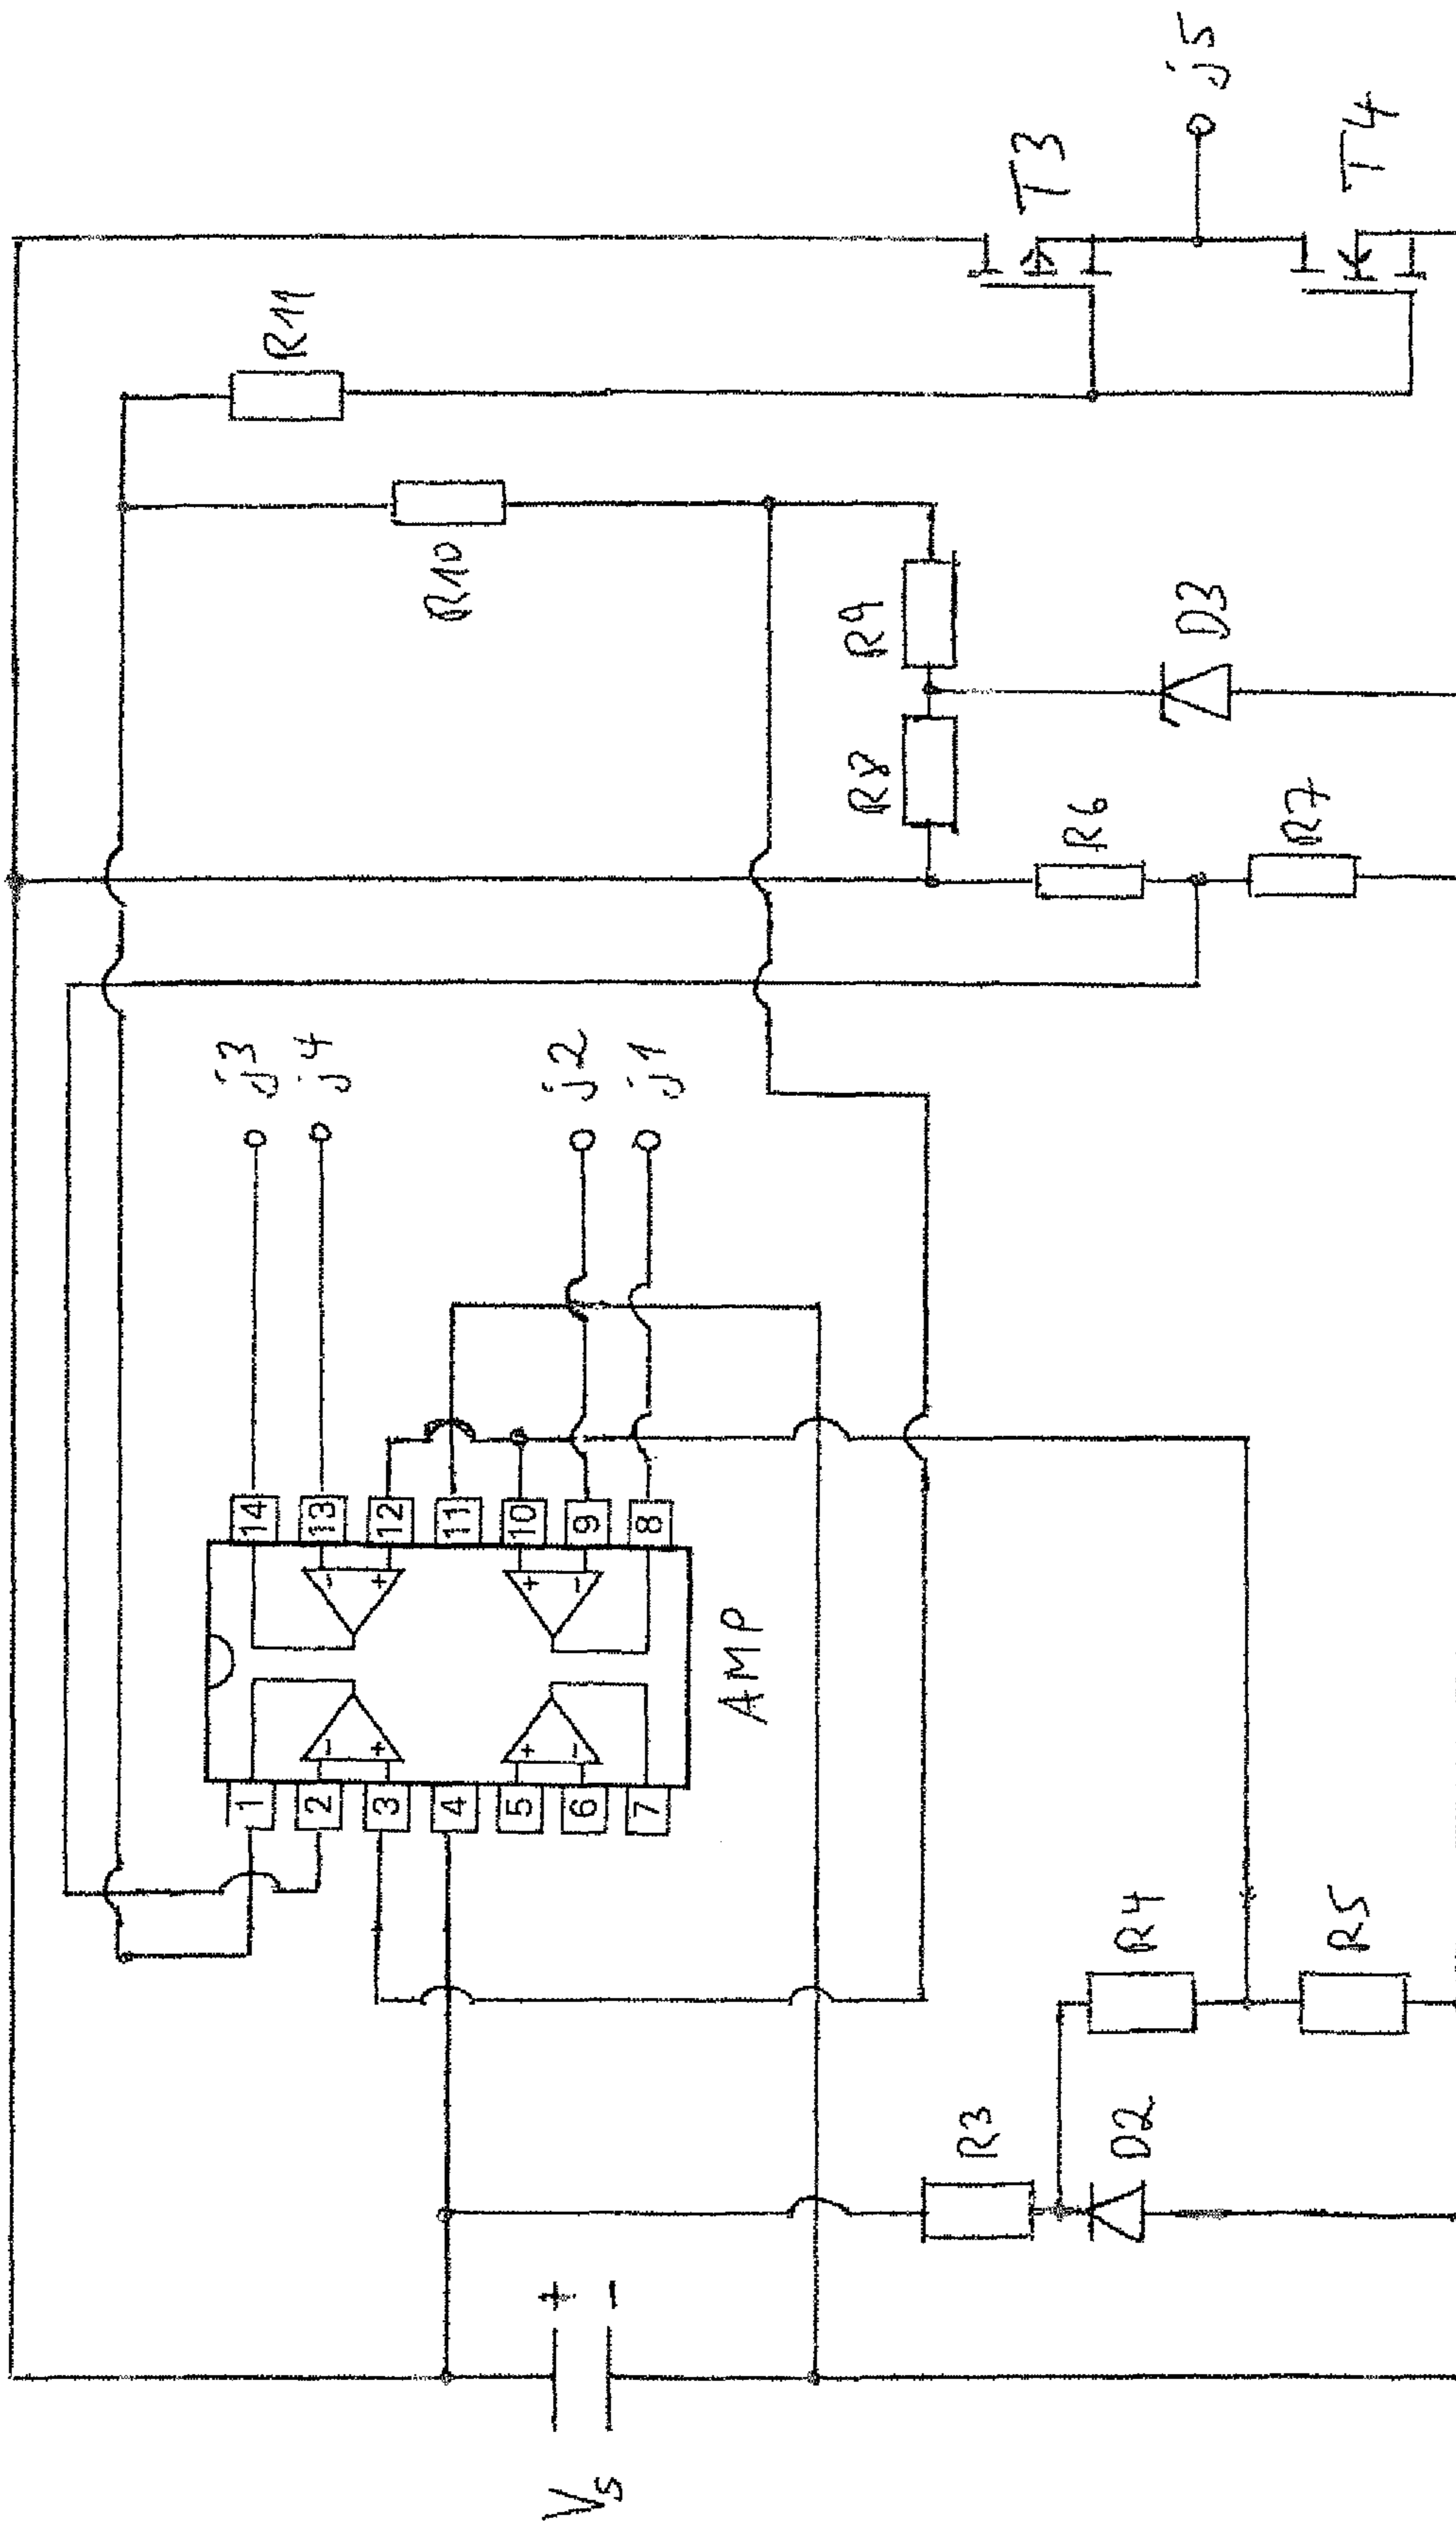 j5
T3
T4
R11
R10
R9
D3
R8
R6
R7
j3
j4
j2
j1
14
13
12
11
10
9
8
- + + -
- + + -
AMP
1
2
3
4
5
6
7
R4
R5
R3
D2
+
-
Vs